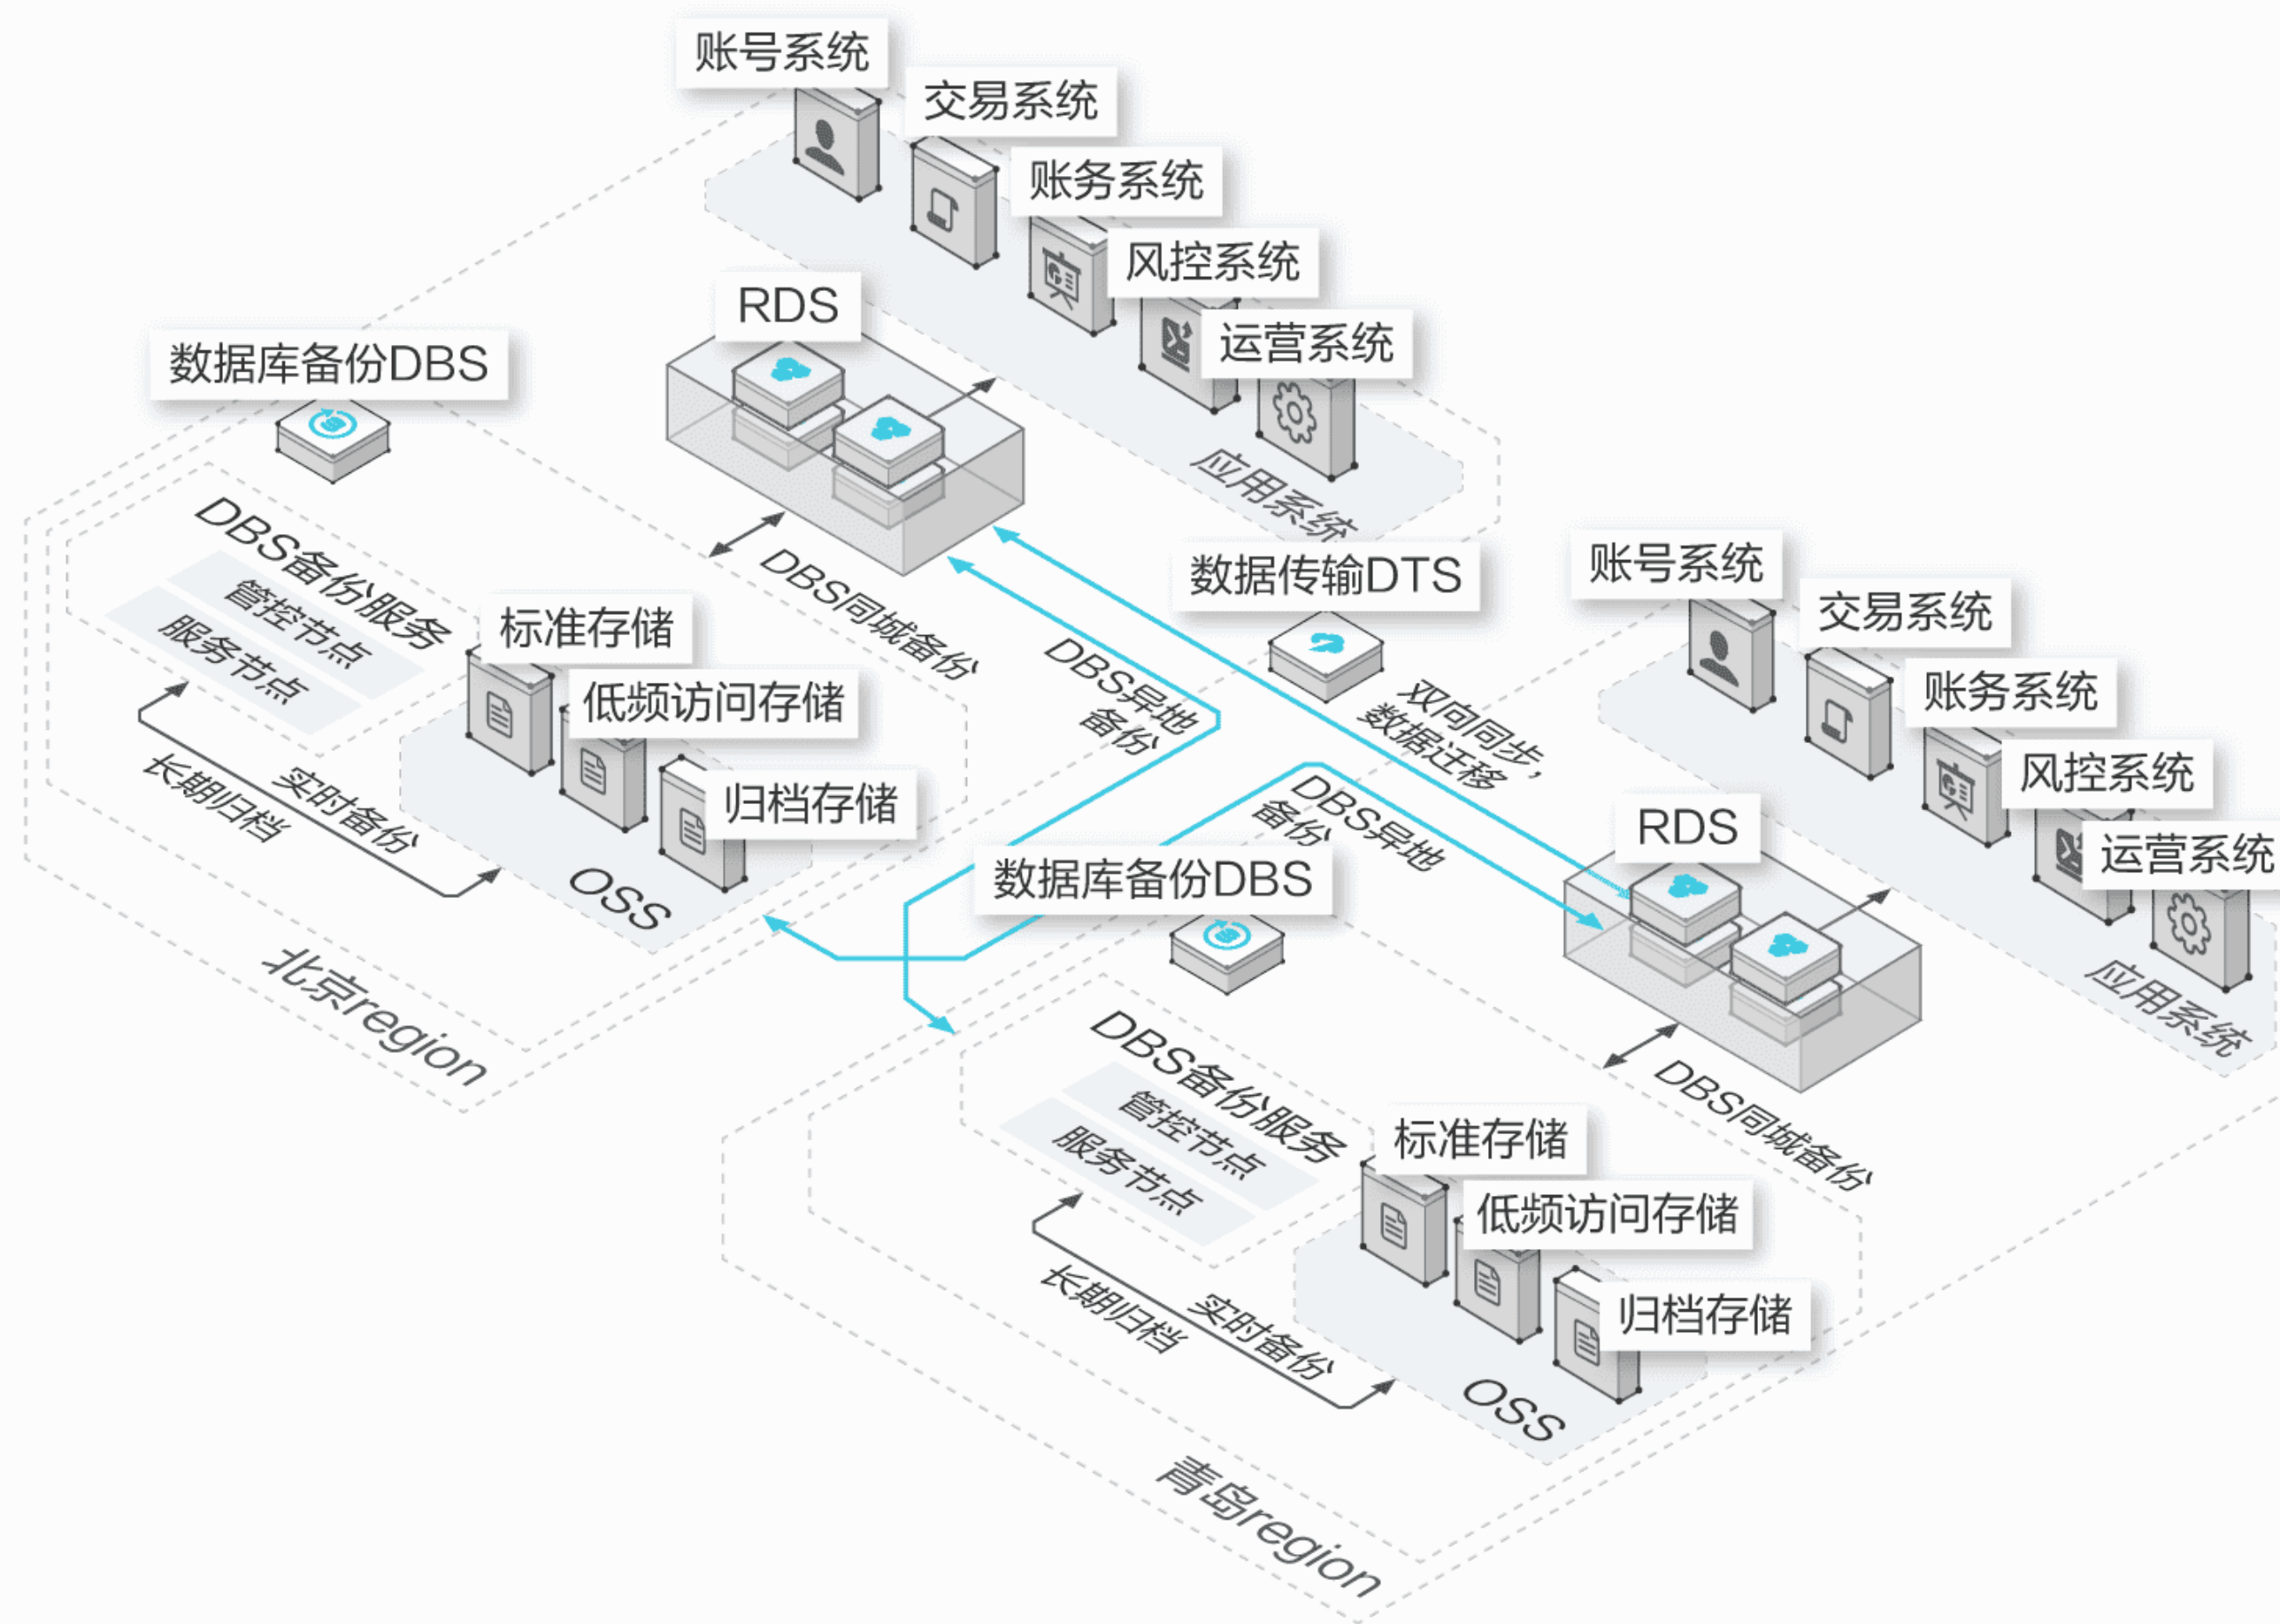 账号系统
交易系统
账务系统
风控系统
运营系统
应用系统
RDS
数据库备份DBS
DBS备份服务
管控节点
服务节点
标准存储
低频访问存储
归档存储
OSS
长期归档
实时备份
北京region
DBS同城备份
DBS异地
备份
数据传输DTS
双向同步，
数据迁移
DBS异地
备份
账号系统
交易系统
账务系统
风控系统
运营系统
应用系统
RDS
数据库备份DBS
DBS备份服务
管控节点
服务节点
DBS同城备份
标准存储
低频访问存储
归档存储
OSS
长期归档
实时备份
青岛region